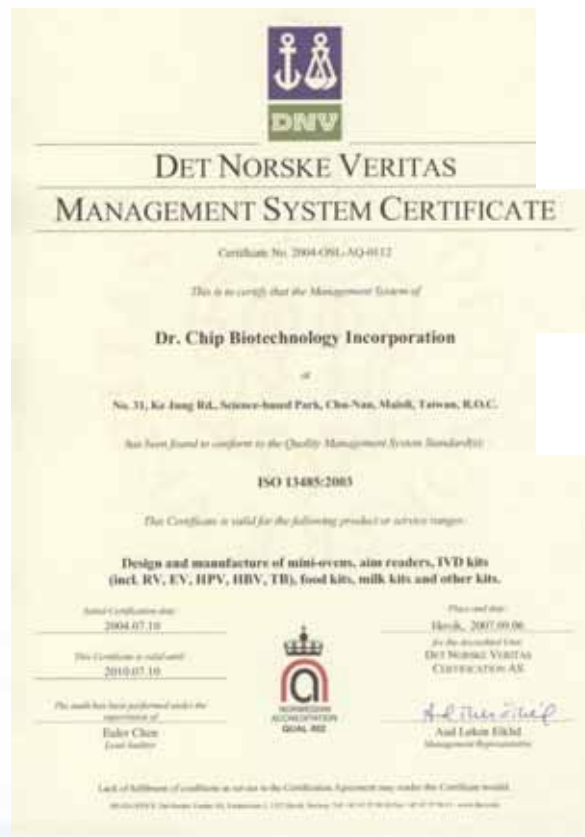 DNV
DET NORSKE VERITAS
MANAGEMENT SYSTEM CERTIFICATE
Certificate No. 2004-OSL-AQ-0112
This is to certify that the Management System of
Dr. Chip Biotechnology Incorporation
at
No. 31, Ke Jung Rd., Science-based Park, Chu-Nan, Taiwan, R.O.C.
has been found to conform to the Quality Management System Standard(s):
ISO 13485:2003
This Certificate is valid for the following product or service ranges:
Design and manufacture of mini-ovens, aim readers, IVD kits
(incl. RV, EV, HPV, HBV, TB), food kits, milk kits and other kits.
Initial Certification date:
2004.07.10
This Certificate is valid until:
2010.07.10
The audit has been performed under the
supervision of
Euler Chen
Lead Auditor
NORWEGIAN
ACCREDITATION
Place and date:
Høvik, 2007.09.06
for the Accredited Unit:
DET NORSKE VERITAS
CERTIFICATION AS
Management Representative
Lack of fulfilment of conditions as set out in the Certification Agreement may render this Certificate invalid.